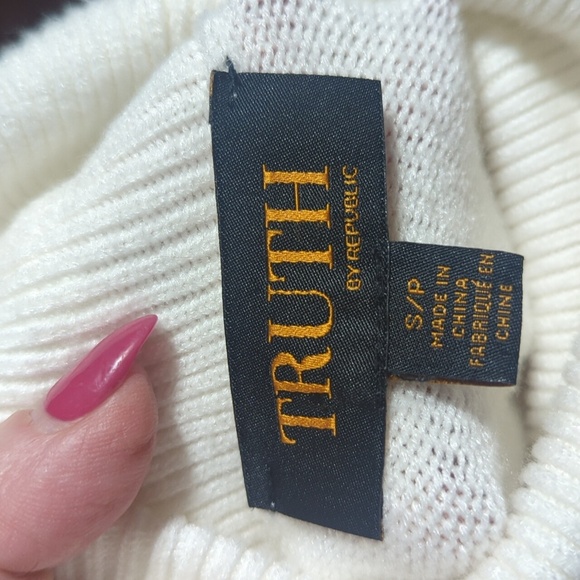 TRUTH
BY REPUBLIC
S/P
MADE IN
CHINA
FABRIQUÉ EN
CHINE